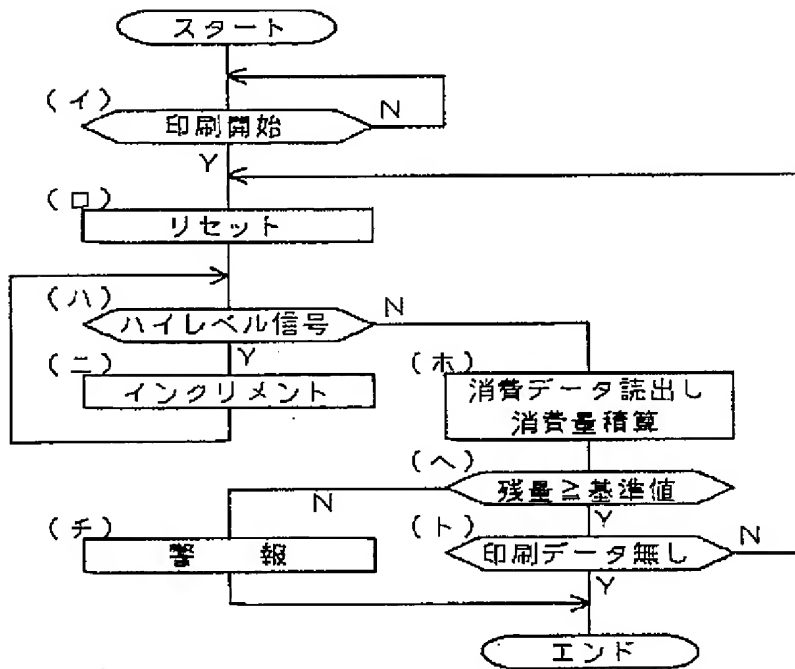 スタート
(イ)
印刷開始
N
Y
(ロ)
リセット
(ハ)
ハイレベル信号
N
Y
(ニ)
インクリメント
(ホ)
消費データ読出し
消費量積算
(ヘ)
残量≧基準値
N
Y
(チ)
警 報
(ト)
印刷データ無し
N
Y
エンド